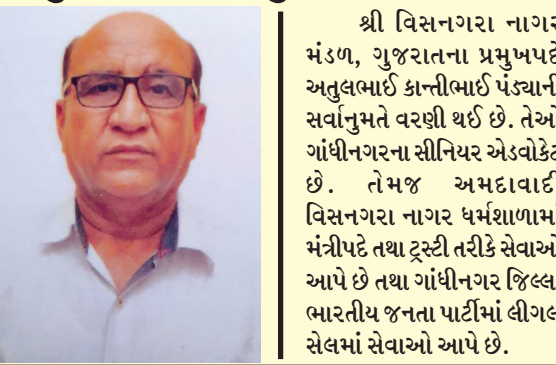 શ્રી વિસનગરા નાગર
મંડળ, ગુજરાતના પ્રમુખપદે
અતુલભાઈ કાન્તીભાઈ પંડ્યાની
સર્વાનુમતે વરણી થઈ છે. તેઓ
ગાંધીનગરના સીનિયર એડવોકેટ
છે. તેમજ અમદાવાદી
વિસનગરા નાગર ધર્મશાળામાં
મંત્રીપદે તથા ટ્રસ્ટી તરીકે સેવાઓ
આપે છે તથા ગાંધીનગર જિલ્લા
ભારતીય જનતા પાર્ટીમાં લીગલ
સેલમાં સેવાઓ આપે છે.